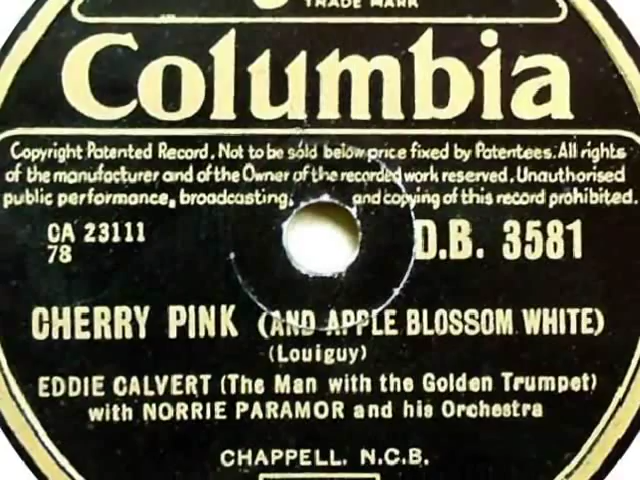 TRADE MARK
Columbia
Copyright Patented Record. Not to be sold below price fixed by Patentees. All rights
of the manufacturer and of the Owner of the recorded work reserved. Unauthorised
public performance, broadcasting, and copying of this record prohibited.
CA 23111
78
D.B. 3581
CHERRY PINK (AND APPLE BLOSSOM WHITE)
(Louiguy)
EDDIE CALVERT (The Man with the Golden Trumpet)
with NORRIE PARAMOR and his Orchestra
CHAPPELL. N.C.B.